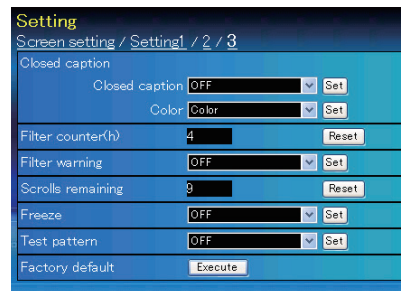 Setting
Screen setting / Setting1 / 2 / 3
Closed caption
Closed caption OFF Set
Color Color Set
Filter counter(h) 4 Reset
Filter warning OFF Set
Scrolls remaining 9 Reset
Freeze OFF Set
Test pattern OFF Set
Factory default Execute